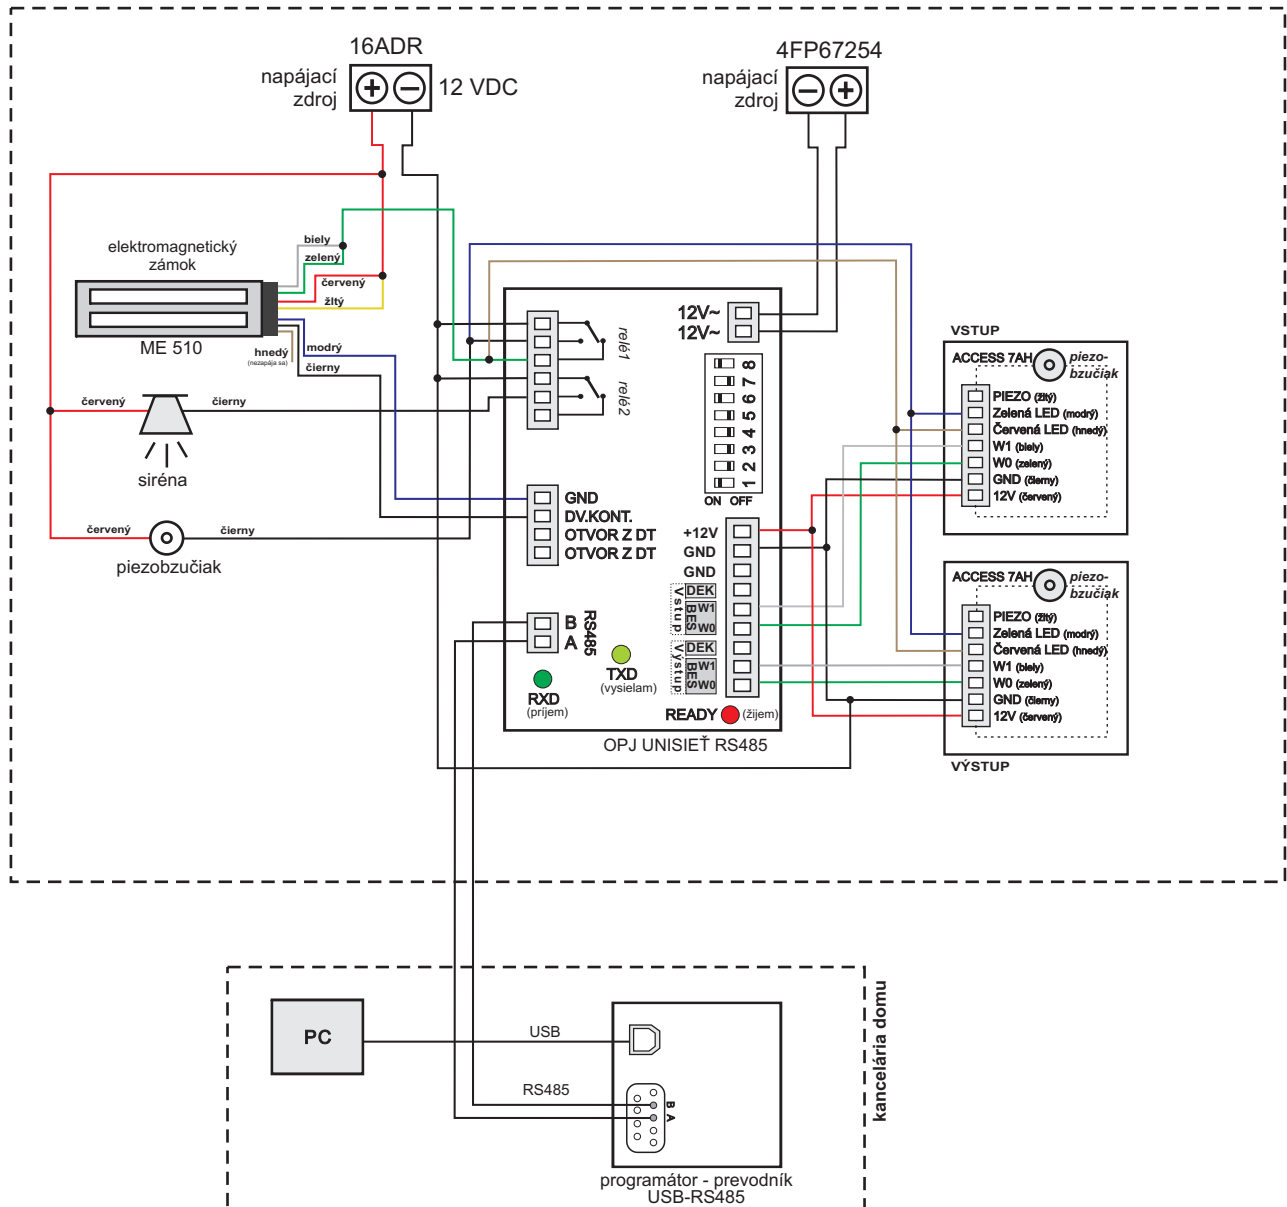 16ADR
napájací
zdroj
12 VDC
4FP67254
napájací
zdroj
elektromagnetický
zámok
ME 510
biely
zelený
červený
žltý
modrý
hnedý
(nezapája sa)
čierny
červený
čierny
siréna
červený
čierny
piezobzučiak
relé1
relé2
12V~
12V~
8
7
6
5
4
3
2
1
ON OFF
GND
DV.KONT.
OTVOR Z DT
OTVOR Z DT
+12V
GND
GND
Vstup
DEK
BES
W1
W0
Výstup
DEK
BES
W1
W0
B
A
RS485
TXD
(vysielam)
RXD
(príjem)
READY
(žijem)
OPJ UNISIEŤ RS485
VSTUP
ACCESS 7AH
piezo-
bzučiak
PIEZO (žltý)
Zelená LED (modrý)
Červená LED (hnedý)
W1 (biely)
W0 (zelený)
GND (čierny)
12V (červený)
ACCESS 7AH
piezo-
bzučiak
PIEZO (žltý)
Zelená LED (modrý)
Červená LED (hnedý)
W1 (biely)
W0 (zelený)
GND (čierny)
12V (červený)
VÝSTUP
PC
USB
RS485
B
A
kancelária domu
programátor - prevodník
USB-RS485